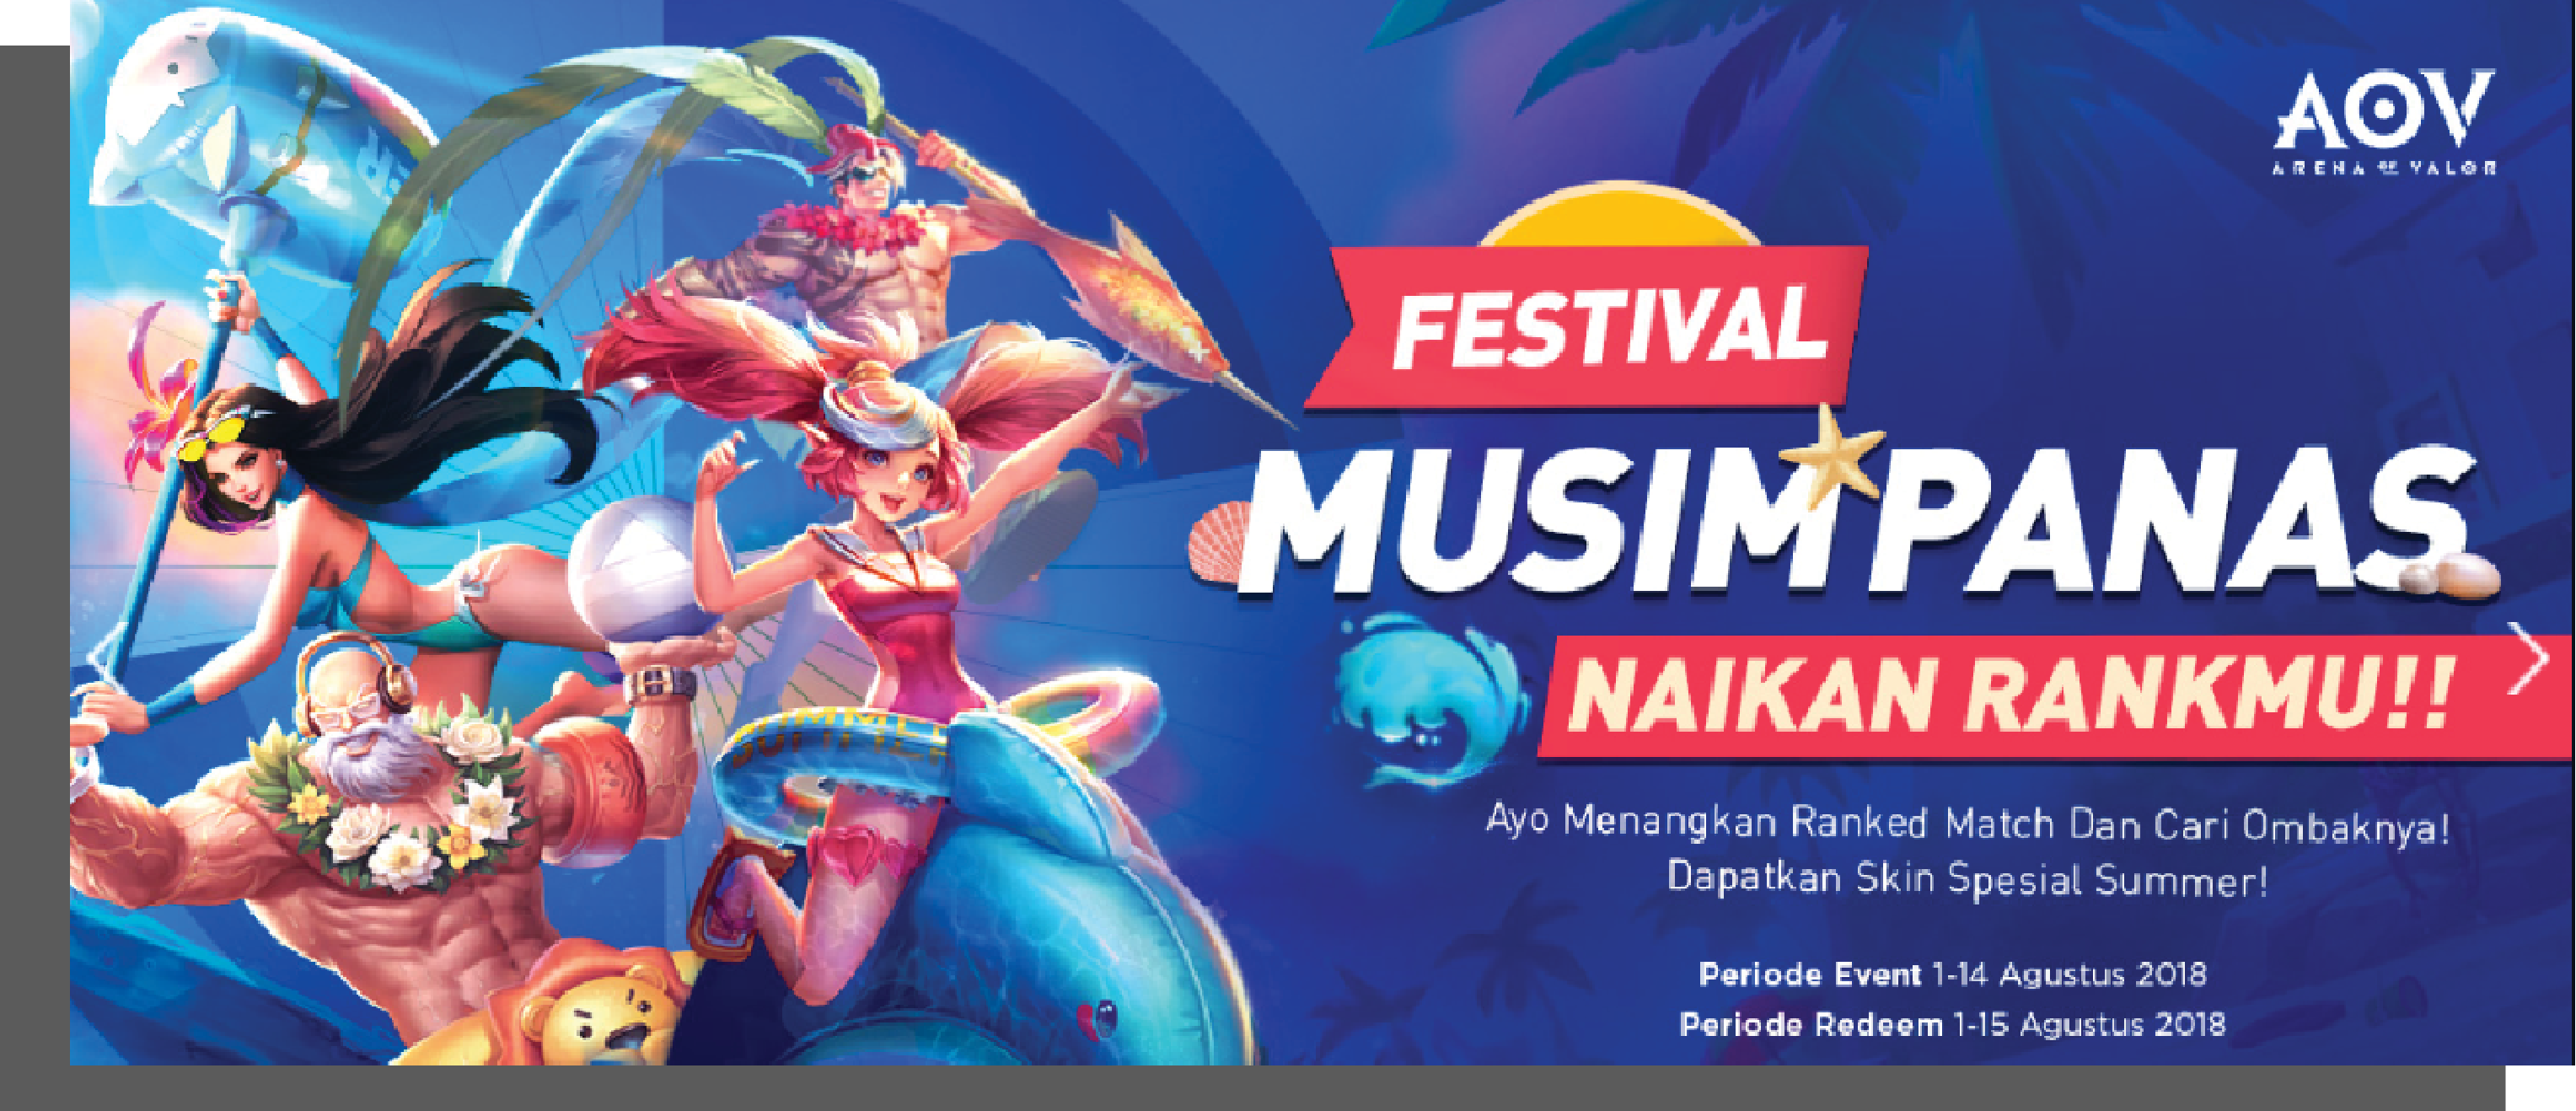 AOV
ARENA OF VALOR
FESTIVAL
MUSIM PANAS
NAIKAN RANKMU!!
Ayo Menangkan Ranked Match Dan Cari Ombaknya!
Dapatkan Skin Spesial Summer!
Periode Event 1-14 Agustus 2018
Periode Redeem 1-15 Agustus 2018
SUMMER